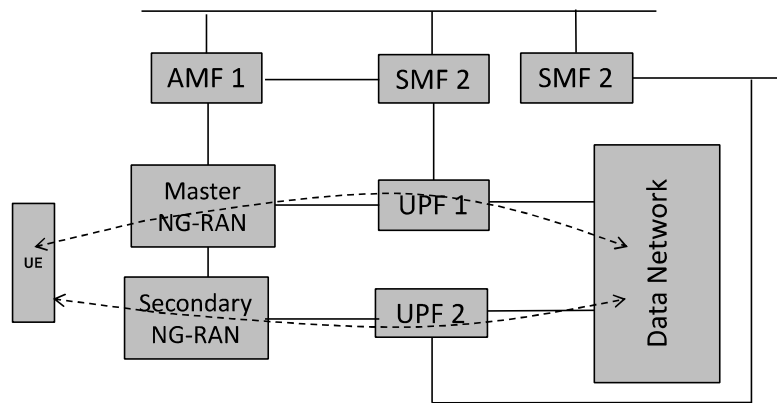 AMF 1
SMF 2
SMF 2
Master
NG-RAN
UPF 1
UE
Data Network
Secondary
NG-RAN
UPF 2